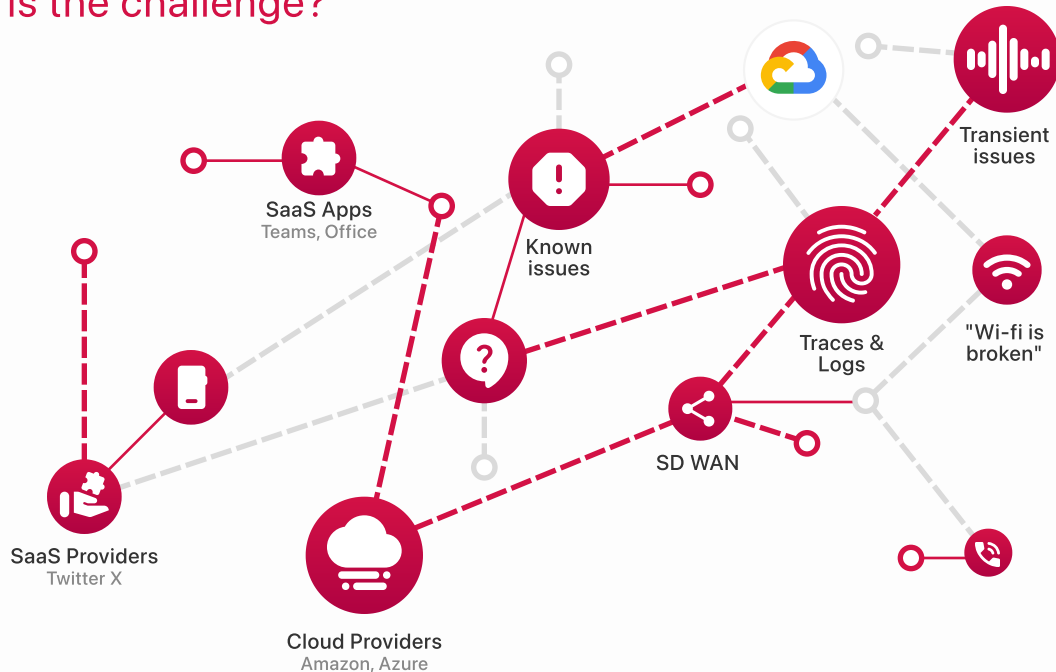 is the challenge?
Transient
issues
SaaS Apps
Teams, Office
Known
issues
"Wi-fi is
broken"
Traces &
Logs
SD WAN
SaaS Providers
Twitter X
Cloud Providers
Amazon, Azure